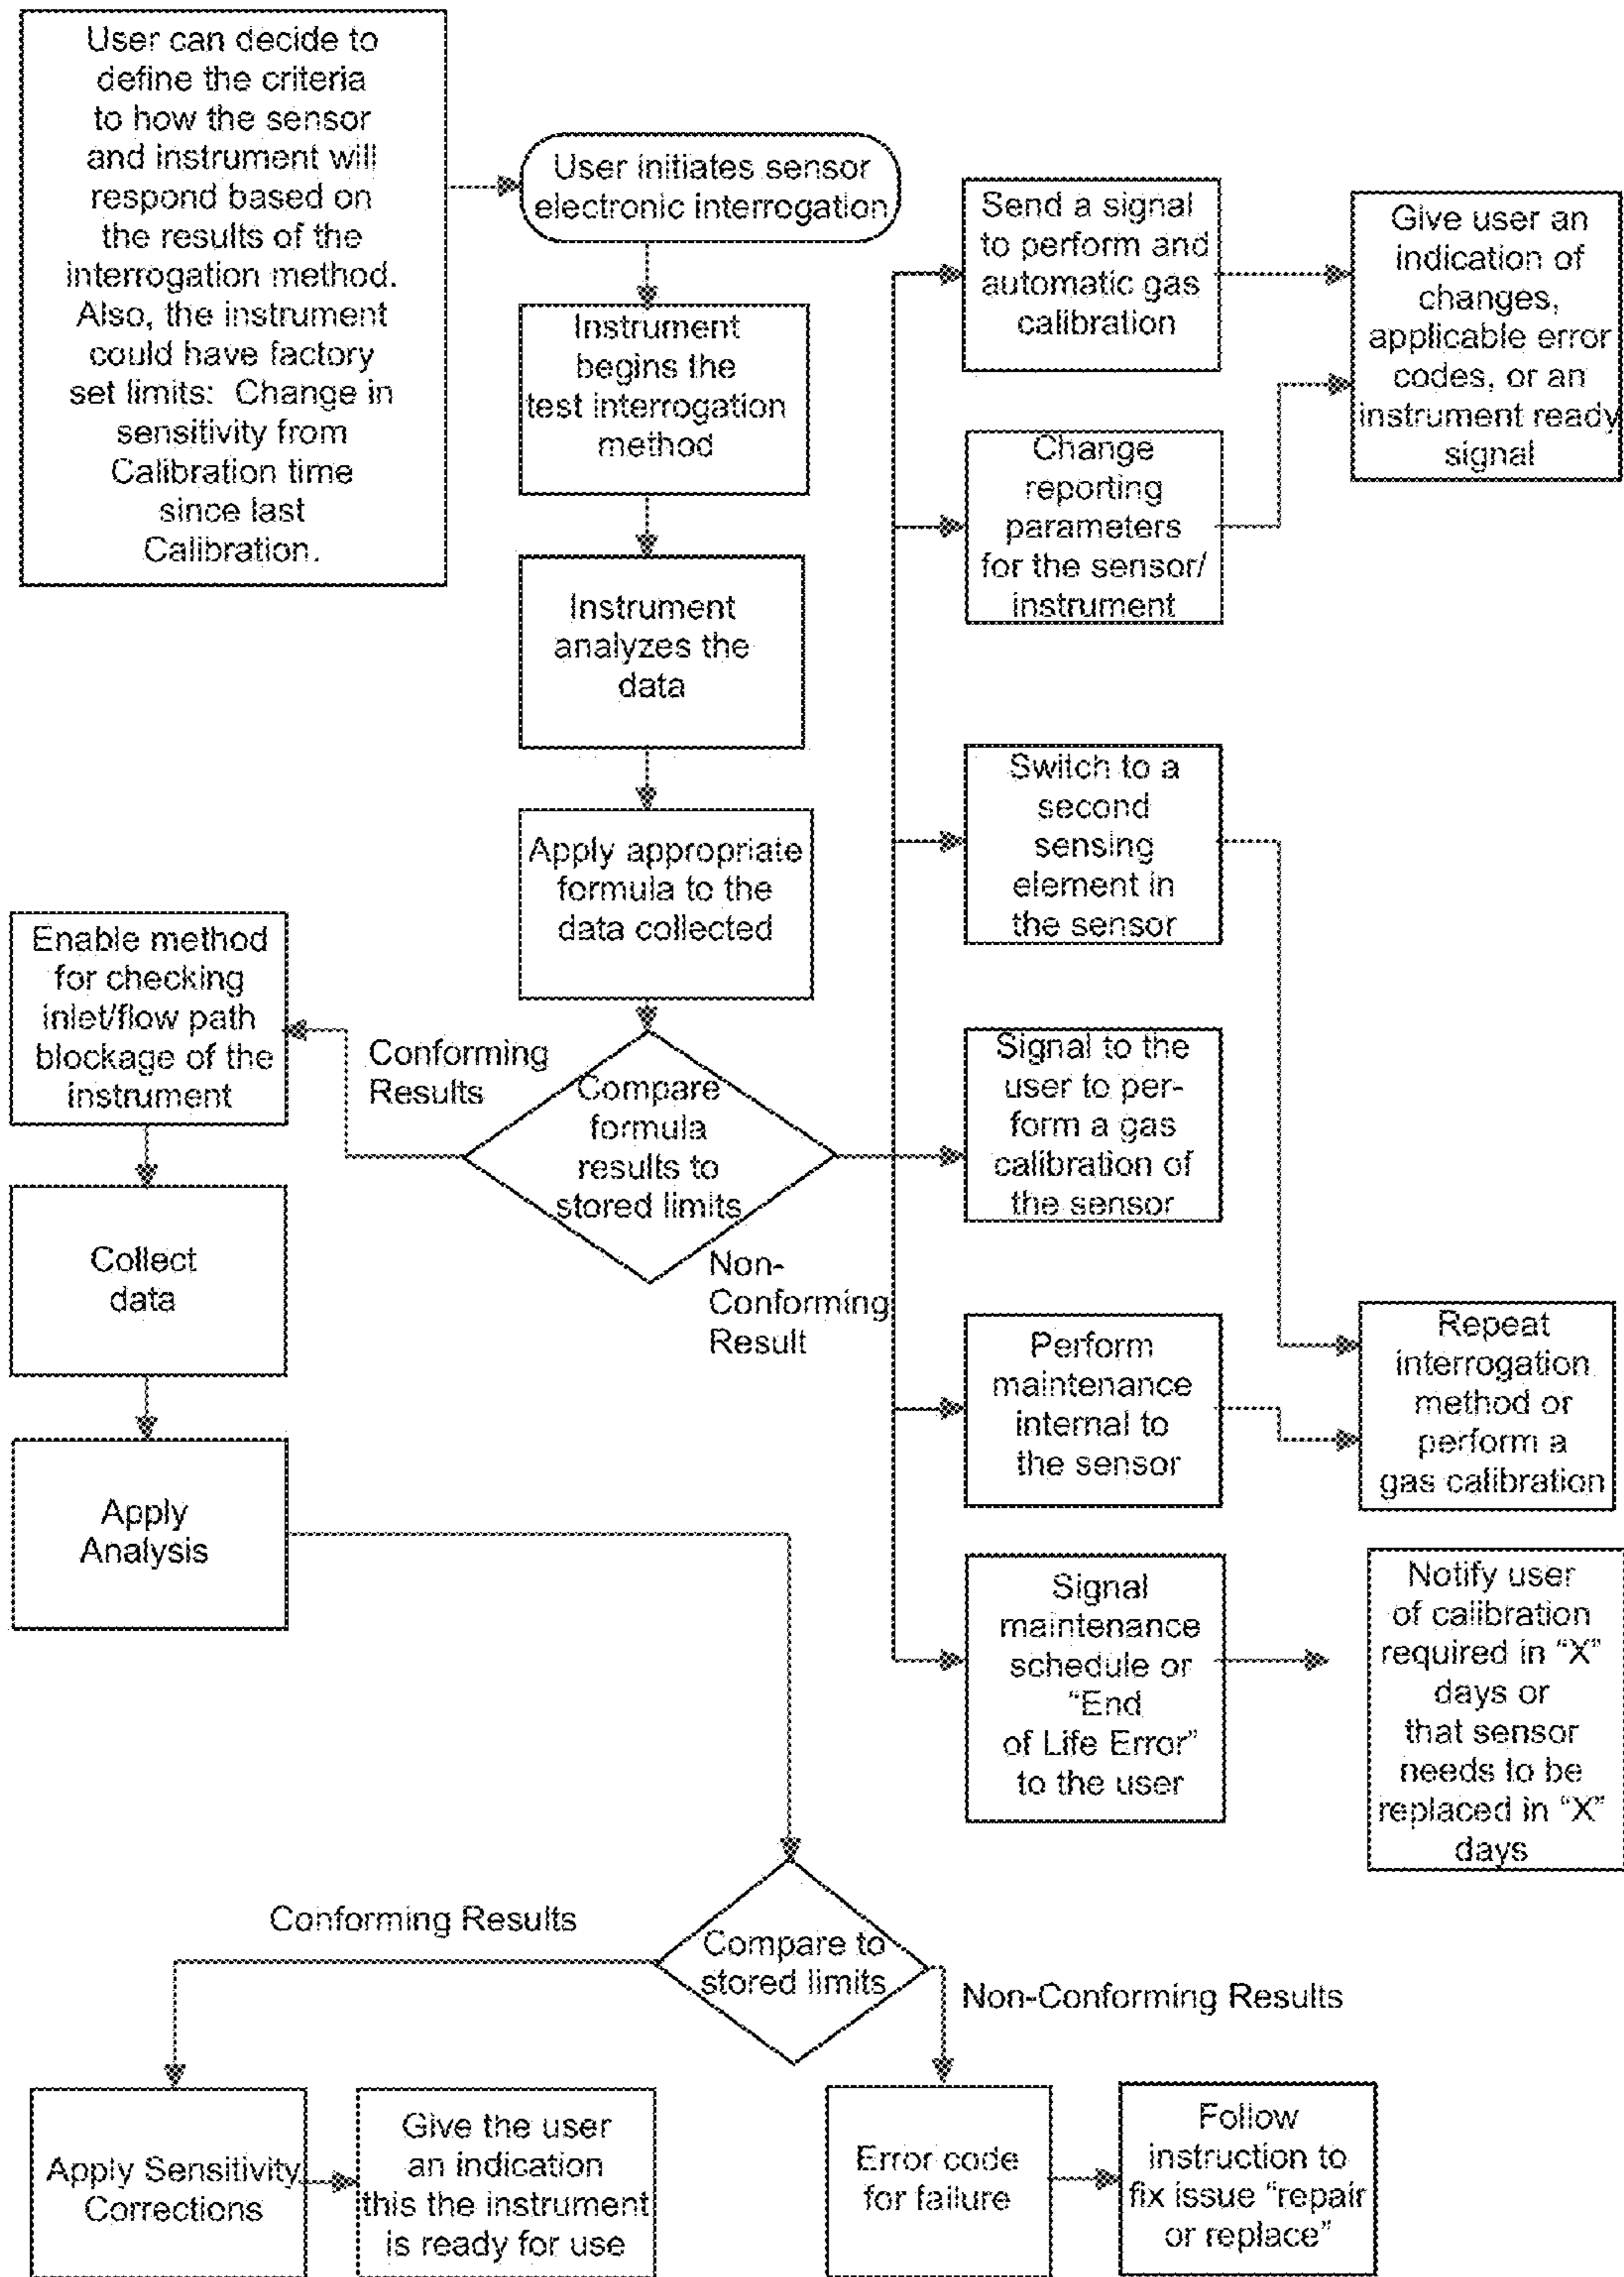 User can decide to
define the criteria
to how the sensor
and instrument will
respond based on
the results of the
interrogation method.
Also, the instrument
could have factory
set limits: Change in
sensitivity from
Calibration time
since last
Calibration.
User initiates sensor
electronic interrogation
Instrument
begins the
test interrogation
method
Instrument
analyzes the
data
Apply appropriate
formula to the
data collected
Compare
formula
results to
stored limits
Conforming
Results
Non-
Conforming
Result
Enable method
for checking
inlet/flow path
blockage of the
instrument
Collect
data
Apply
Analysis
Send a signal
to perform and
automatic gas
calibration
Change
reporting
parameters
for the sensor/
instrument
Give user an
indication of
changes,
applicable error
codes, or an
instrument ready
signal
Switch to a
second
sensing
element in
the sensor
Signal to the
user to per-
form a gas
calibration of
the sensor
Perform
maintenance
internal to
the sensor
Repeat
interrogation
method or
perform a
gas calibration
Signal
maintenance
schedule or
“End
of Life Error”
to the user
Notify user
of calibration
required in “X”
days or
that sensor
needs to be
replaced in “X”
days
Compare to
stored limits
Conforming Results
Non-Conforming Results
Apply Sensitivity
Corrections
Give the user
an indication
this the instrument
is ready for use
Error code
for failure
Follow
instruction to
fix issue “repair
or replace”